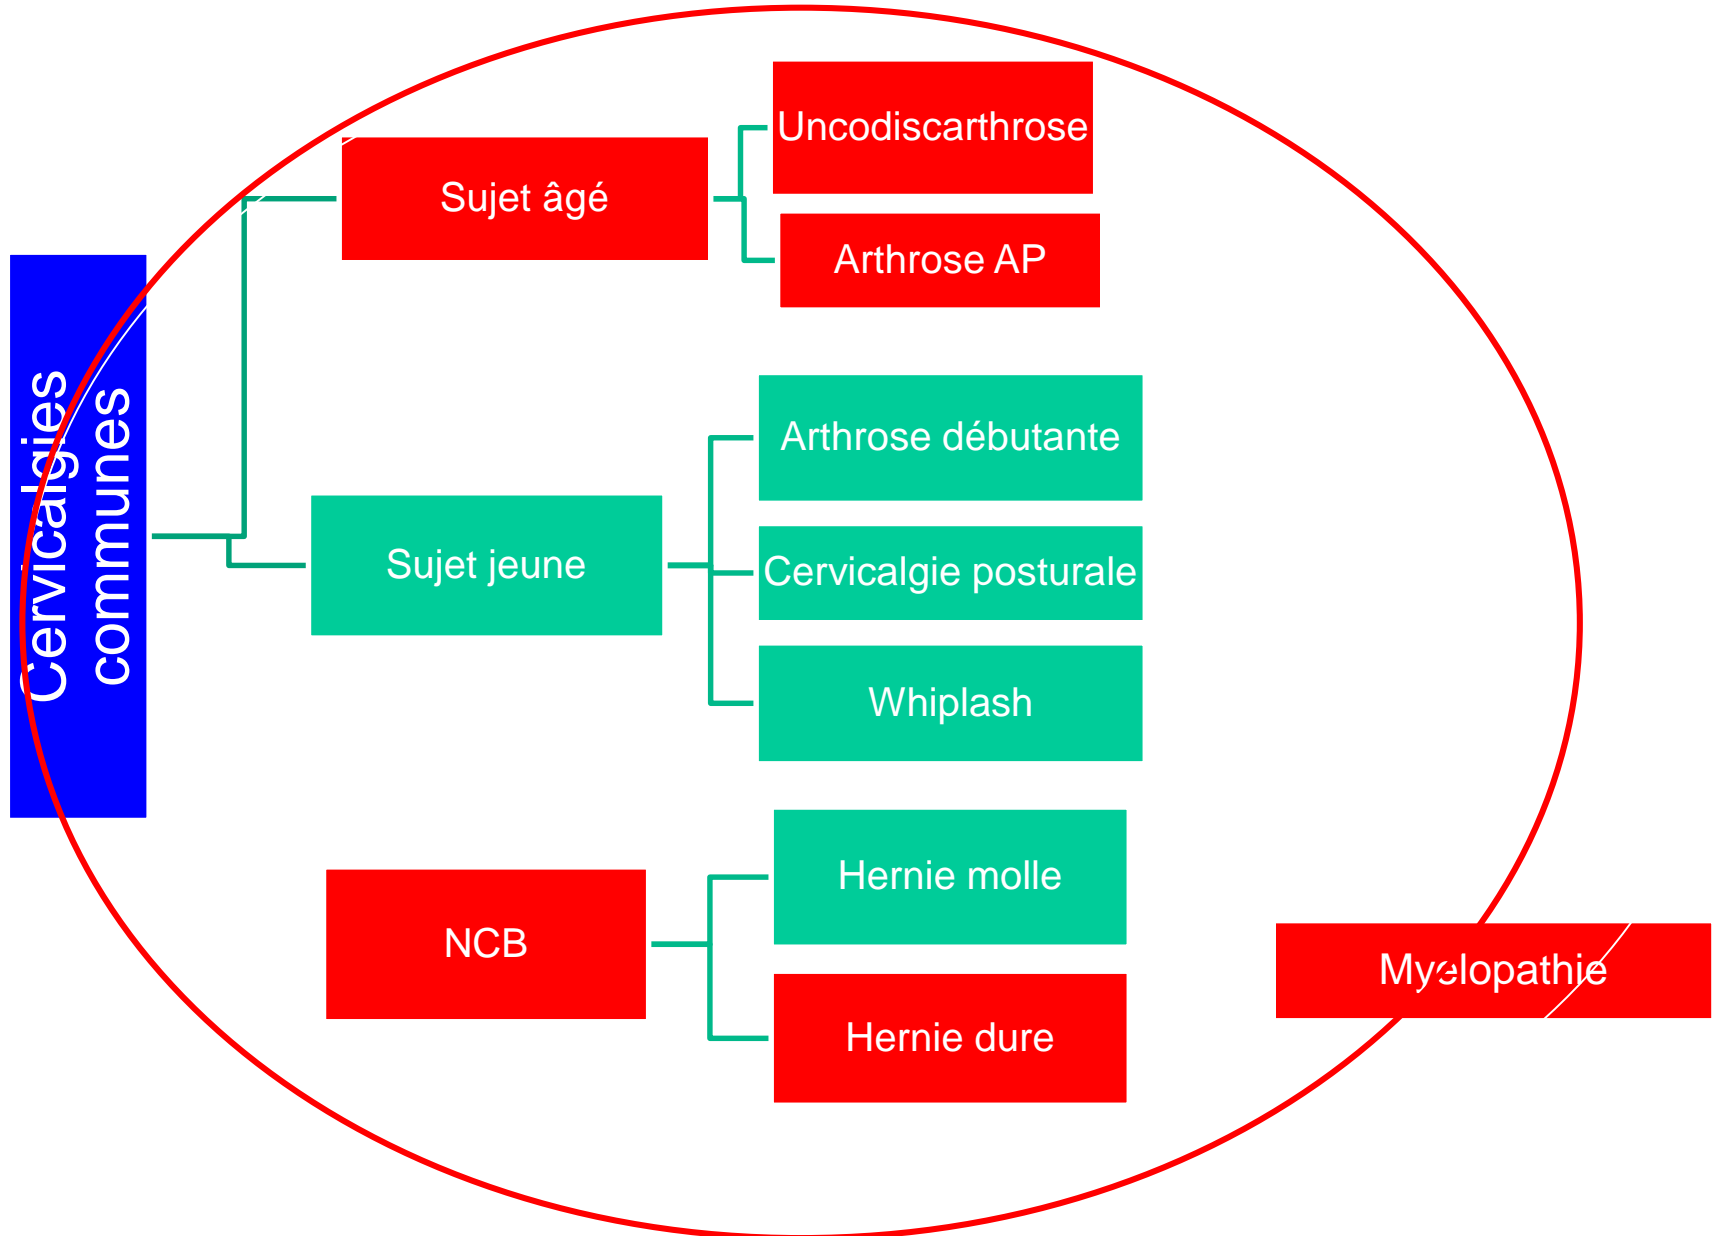 Cervicalgies
communes
Sujet âgé
Uncodiscarthrose
Arthrose AP
Sujet jeune
Arthrose débutante
Cervicalgie posturale
Whiplash
NCB
Hernie molle
Hernie dure
Myelopathie